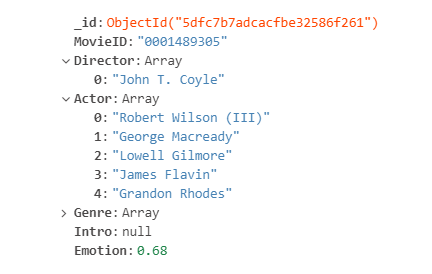 _id: ObjectId("5dfc7b7adcacfbe32586f261")
MovieID: "0001489305"
Director: Array
0: "John T. Coyle"
Actor: Array
0: "Robert Wilson (III)"
1: "George Macready"
2: "Lowell Gilmore"
3: "James Flavin"
4: "Grandon Rhodes"
Genre: Array
Intro: null
Emotion: 0.68